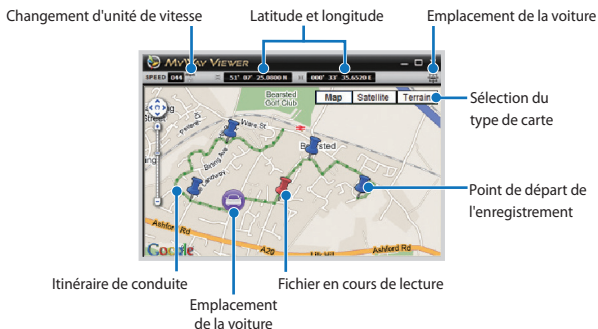 Changement d'unité de vitesse
Latitude et longitude
Emplacement de la voiture
MyWay Viewer
SPEED 044
51° 07' 25.0000 N
000° 33' 35.6520 E
Map
Satellite
Terrain
Bearsted
Golf Club
Street
Ware St
Bearsted
Landway
Ashford Rd
A20
Ashford Rd
Google
Sélection du
type de carte
Point de départ de
l'enregistrement
Itinéraire de conduite
Fichier en cours de lecture
Emplacement
de la voiture